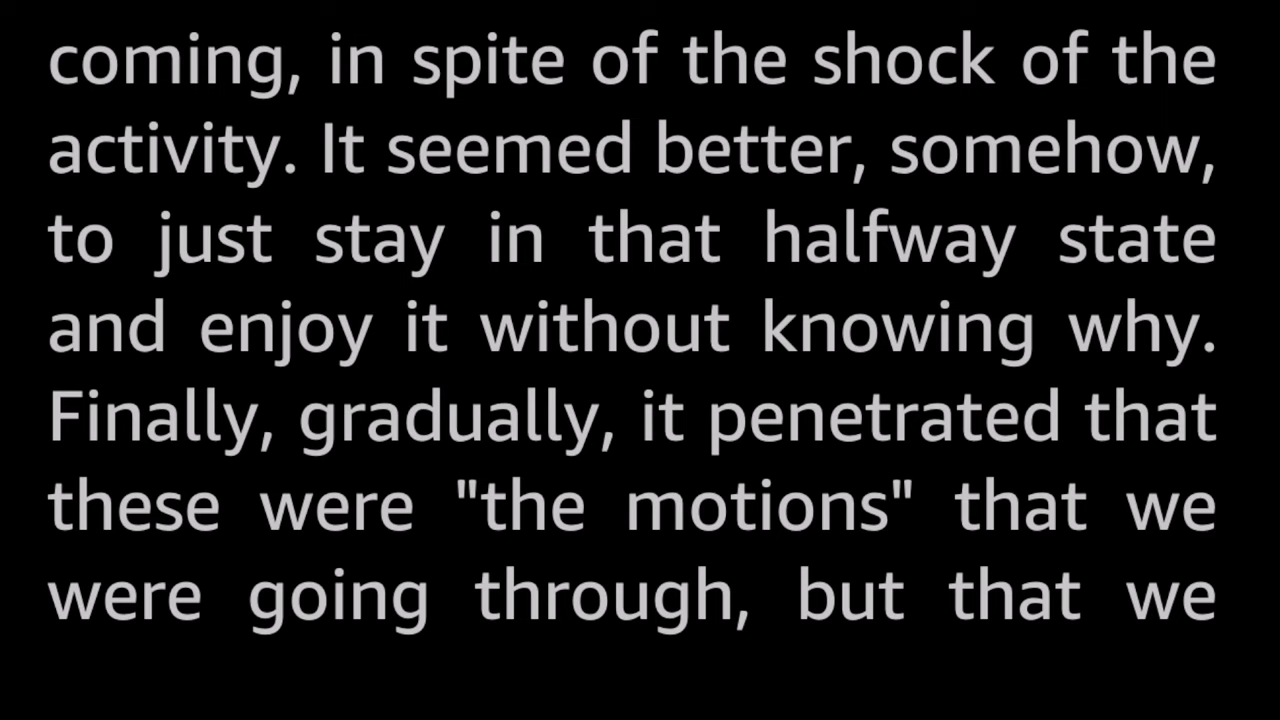 coming, in spite of the shock of the
activity. It seemed better, somehow,
to just stay in that halfway state
and enjoy it without knowing why.
Finally, gradually, it penetrated that
these were "the motions" that we
were going through, but that we